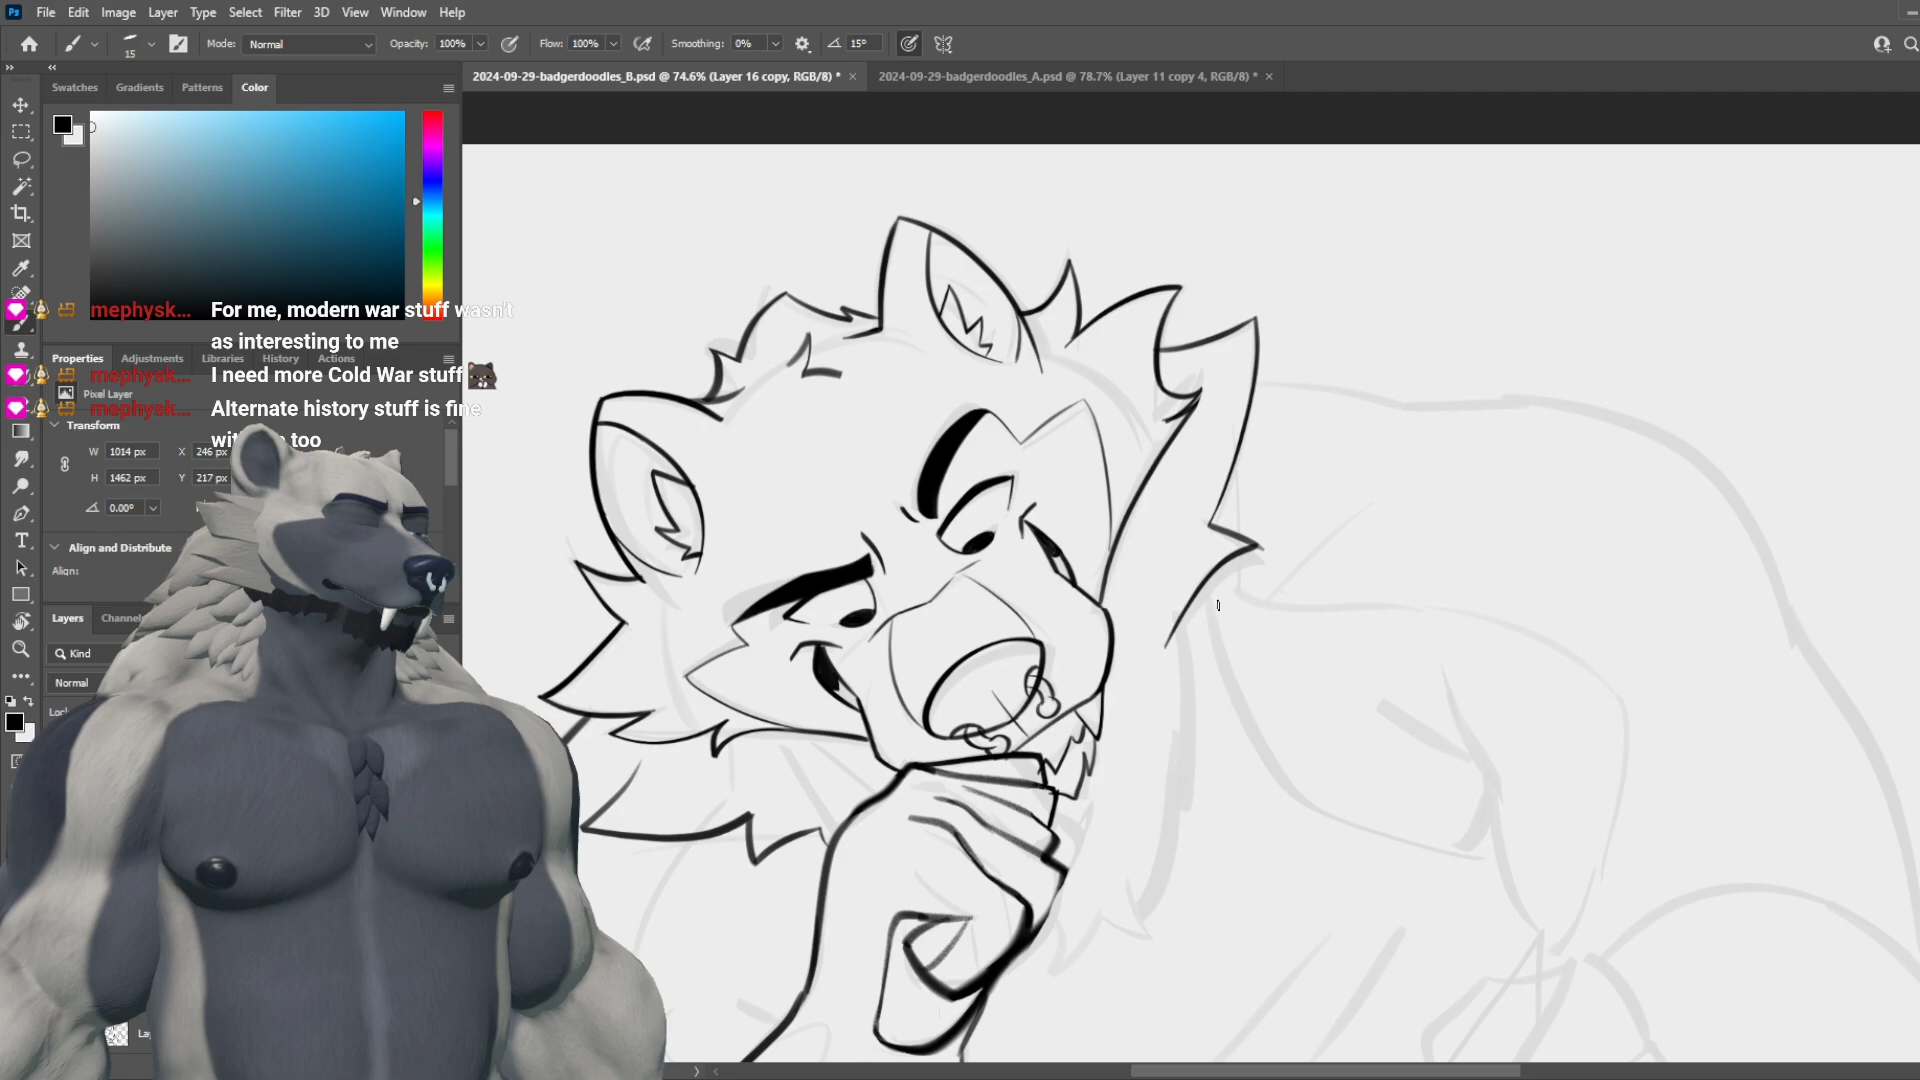 Ps File Edit Image Layer Type Select Filter 3D View Window Help
15 Mode: Normal Opacity: 100% Flow: 100% Smoothing: 0% 15°
2024-09-29-badgerdoodles_B.psd @ 74.6% (Layer 16 copy, RGB/8) * × 2024-09-29-badgerdoodles_A.psd @ 78.7% (Layer 11 copy 4, RGB/8) * ×
Swatches Gradients Patterns Color
mephysk... For me, modern war stuff wasn't
as interesting to me
Properties Adjustments Libraries History Actions
mephysk... I need more Cold War stuff
Pixel Layer
mephysk... Alternate history stuff is fine
too
Transform
W 1014 px X 246 px
H 1462 px Y 217 px
0.00°
Align and Distribute
Align:
Layers
Kind
Normal